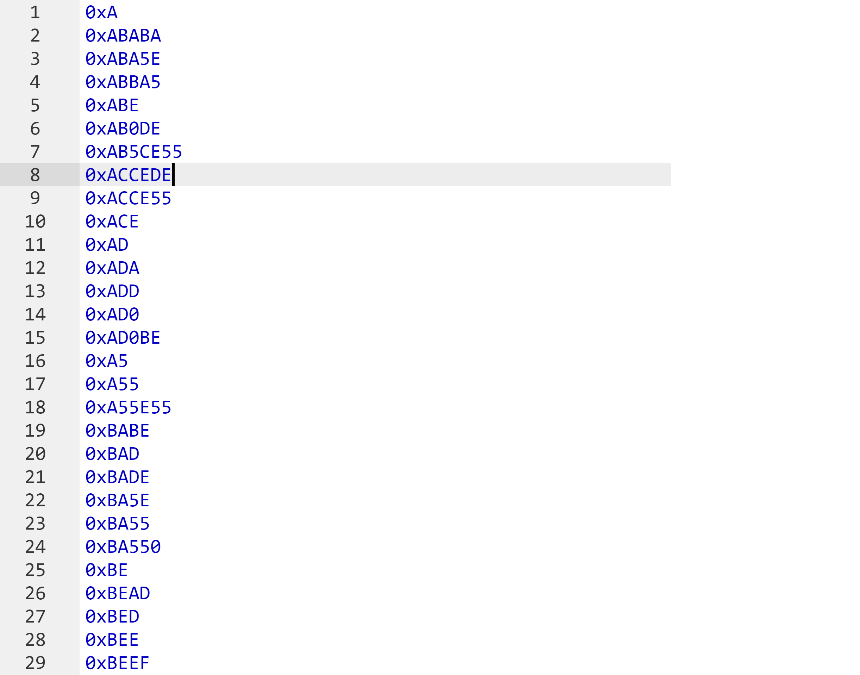 1 0xA
2 0xABABA
3 0xABA5E
4 0xABBA5
5 0xABE
6 0xAB0DE
7 0xAB5CE55
8 0xACCEDE
9 0xACCE55
10 0xACE
11 0xAD
12 0xADA
13 0xADD
14 0xAD0
15 0xAD0BE
16 0xA5
17 0xA55
18 0xA55E55
19 0xBABE
20 0xBAD
21 0xBADE
22 0xBA5E
23 0xBA55
24 0xBA550
25 0xBE
26 0xBEAD
27 0xBED
28 0xBEE
29 0xBEEF